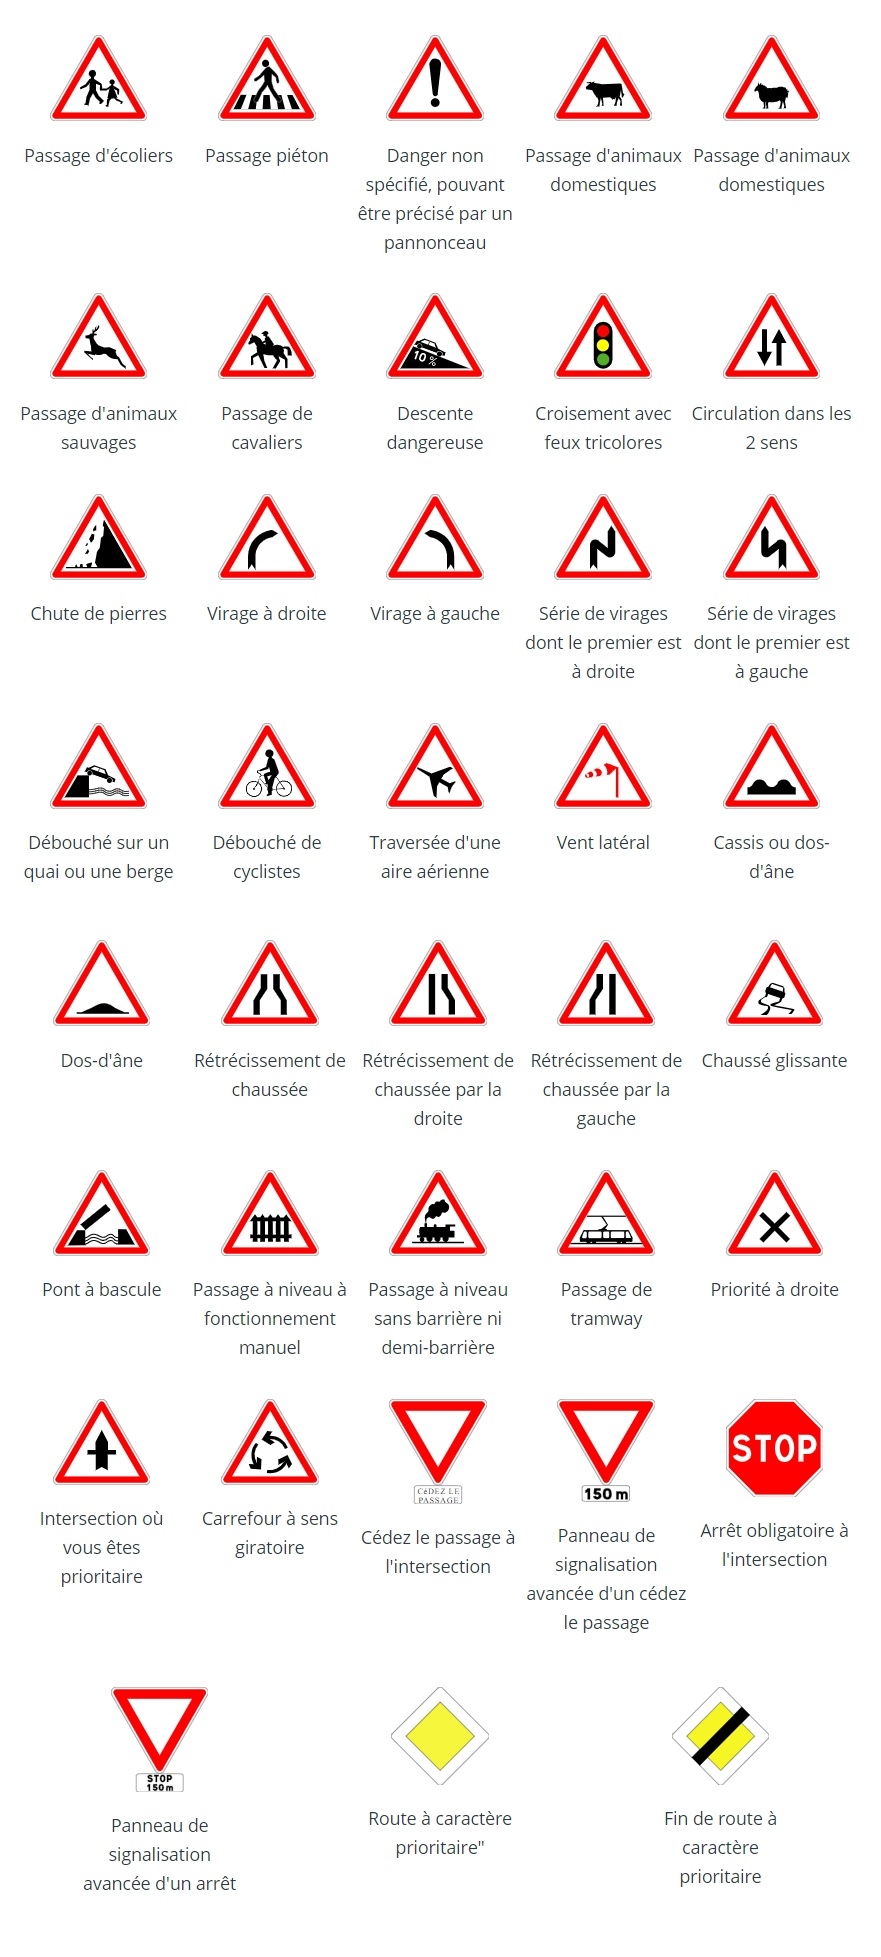 Passage d'écoliers
Passage piéton
Danger non
spécifié, pouvant
être précisé par un
pannonceau
Passage d'animaux
domestiques
Passage d'animaux
domestiques
10 %
Passage d'animaux
sauvages
Passage de
cavaliers
Descente
dangereuse
Croisement avec
feux tricolores
Circulation dans les
2 sens
Chute de pierres
Virage à droite
Virage à gauche
Série de virages
dont le premier est
à droite
Série de virages
dont le premier est
à gauche
Débouché sur un
quai ou une berge
Débouché de
cyclistes
Traversée d'une
aire aérienne
Vent latéral
Cassis ou dos-
d'âne
Dos-d'âne
Rétrécissement de
chaussée
Rétrécissement de
chaussée par la
droite
Rétrécissement de
chaussée par la
gauche
Chaussé glissante
Pont à bascule
Passage à niveau à
fonctionnement
manuel
Passage à niveau
sans barrière ni
demi-barrière
Passage de
tramway
Priorité à droite
Intersection où
vous êtes
prioritaire
Carrefour à sens
giratoire
CéDEZ LE
PASSAGE
Cédez le passage à
l'intersection
150 m
Panneau de
signalisation
avancée d'un cédez
le passage
STOP
Arrêt obligatoire à
l'intersection
STOP
150 m
Panneau de
signalisation
avancée d'un arrêt
Route à caractère
prioritaire"
Fin de route à
caractère
prioritaire